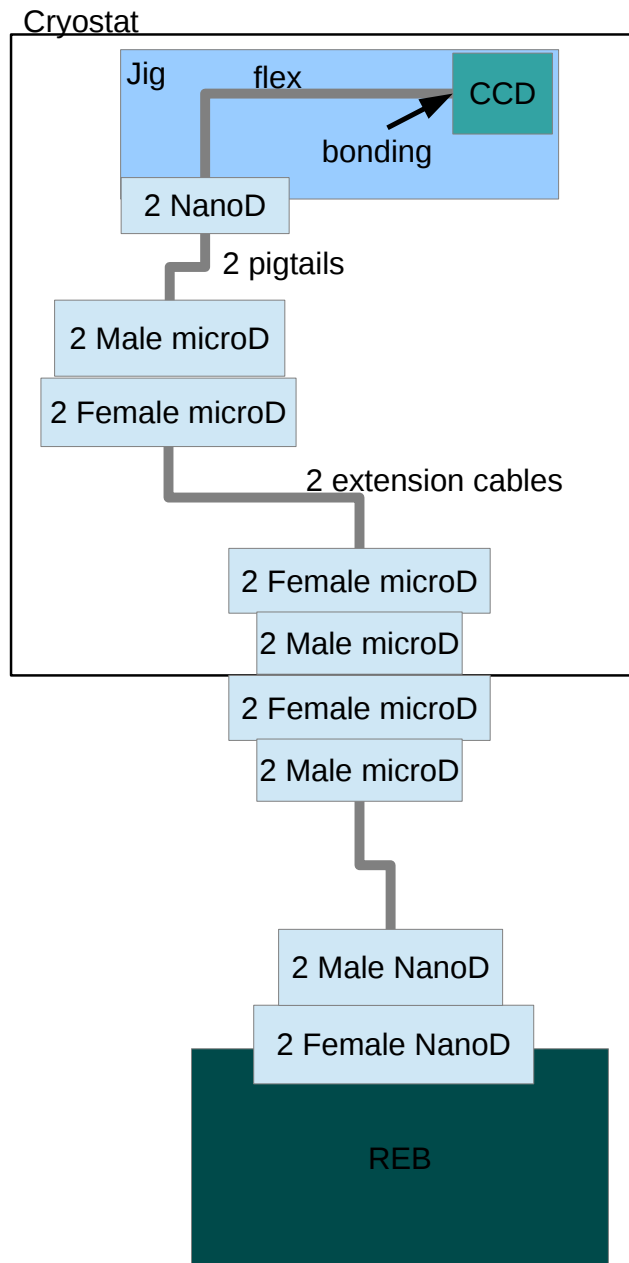 Cryostat
Jig
flex
CCD
bonding
2 NanoD
2 pigtails
2 Male microD
2 Female microD
2 extension cables
2 Female microD
2 Male microD
2 Female microD
2 Male microD
2 Male NanoD
2 Female NanoD
REB